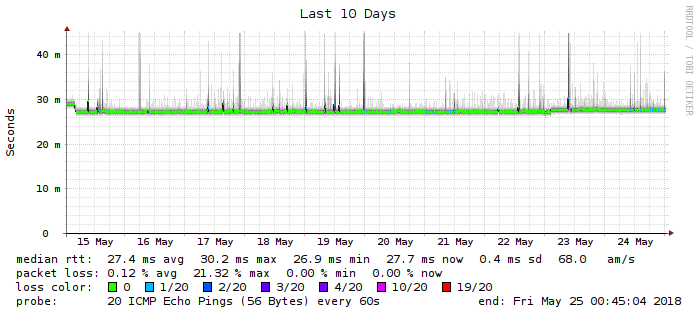 Last 10 Days
RRDTOOL / TOBI OETIKER
Seconds
40 m
30 m
20 m
10 m
0
15 May 16 May 17 May 18 May 19 May 20 May 21 May 22 May 23 May 24 May
median rtt: 27.4 ms avg 30.2 ms max 26.9 ms min 27.7 ms now 0.4 ms sd 68.0 am/s
packet loss: 0.12 % avg 21.32 % max 0.00 % min 0.00 % now
loss color: 0 1/20 2/20 3/20 4/20 10/20 19/20
probe: 20 ICMP Echo Pings (56 Bytes) every 60s end: Fri May 25 00:45:04 2018